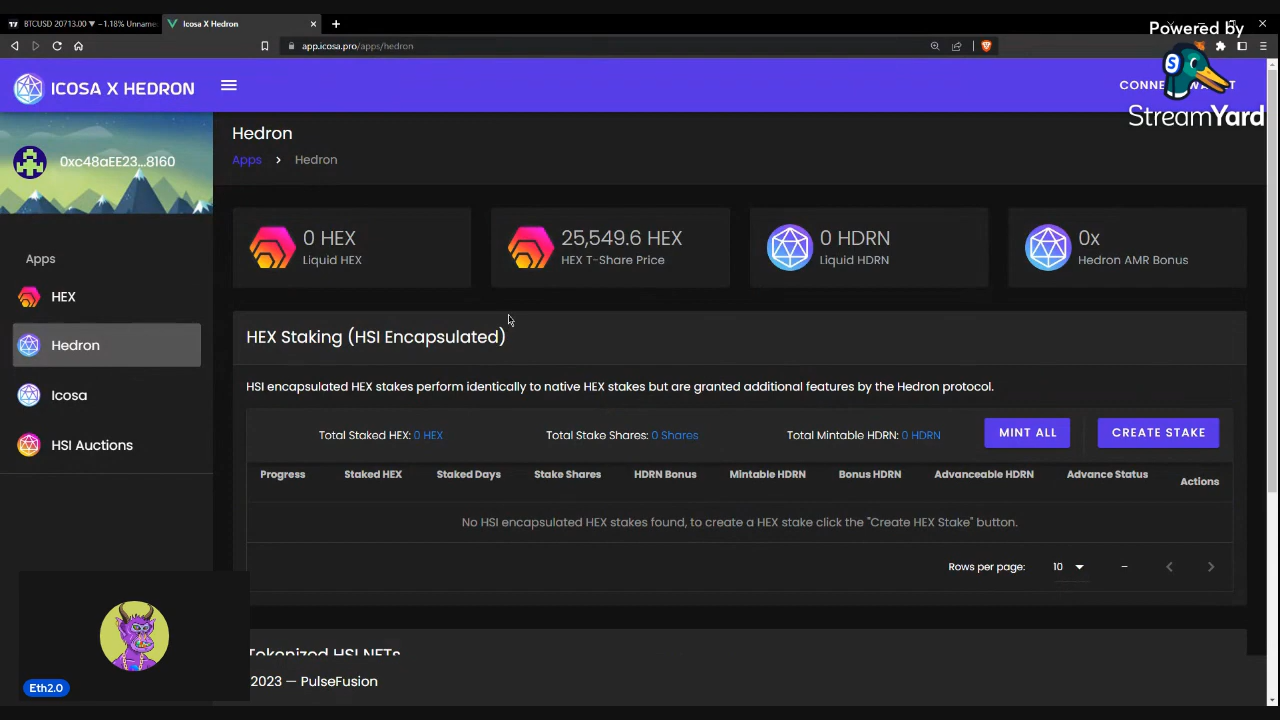 BTCUSD 20713.00 ▼ −1.18% Unname
Icosa X Hedron
app.icosa.pro/apps/hedron
Powered by
StreamYard
ICOSA X HEDRON
0xc48aEE23...8160
Hedron
Apps > Hedron
0 HEX
Liquid HEX
25,549.6 HEX
HEX T-Share Price
0 HDRN
Liquid HDRN
0x
Hedron AMR Bonus
Apps
HEX
Hedron
Icosa
HSI Auctions
HEX Staking (HSI Encapsulated)
HSI encapsulated HEX stakes perform identically to native HEX stakes but are granted additional features by the Hedron protocol.
Total Staked HEX: 0 HEX Total Stake Shares: 0 Shares Total Mintable HDRN: 0 HDRN MINT ALL CREATE STAKE
Progress Staked HEX Staked Days Stake Shares HDRN Bonus Mintable HDRN Bonus HDRN Advanceable HDRN Advance Status Actions
No HSI encapsulated HEX stakes found, to create a HEX stake click the "Create HEX Stake" button.
Rows per page: 10 –
Tokenized HSI NFTs
2023 — PulseFusion
Eth2.0